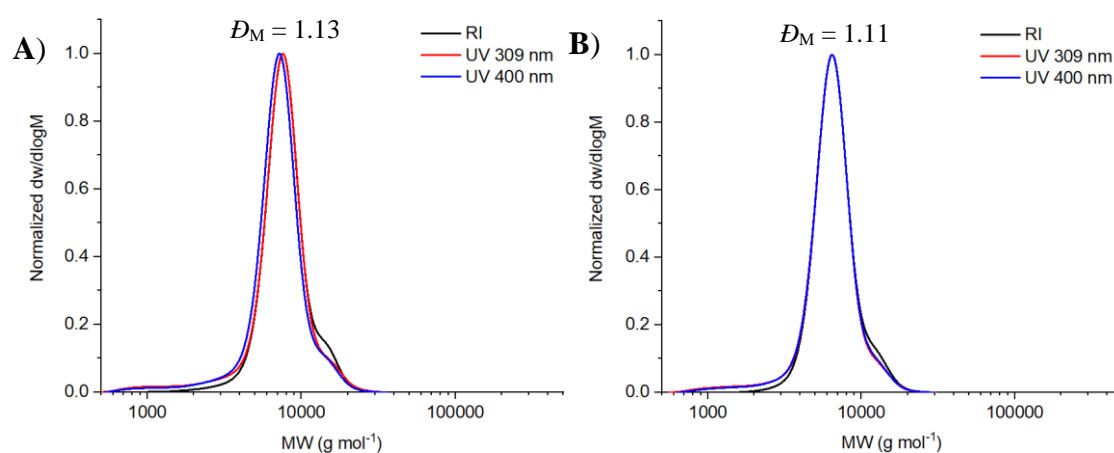 A)
Đ_M = 1.13
RI
UV 309 nm
UV 400 nm
1.0
0.8
0.6
0.4
0.2
0.0
Normalized dw/dlogM
1000
10000
100000
MW (g mol⁻¹)
B)
Đ_M = 1.11
RI
UV 309 nm
UV 400 nm
1.0
0.8
0.6
0.4
0.2
0.0
Normalized dw/dlogM
1000
10000
100000
MW (g mol⁻¹)